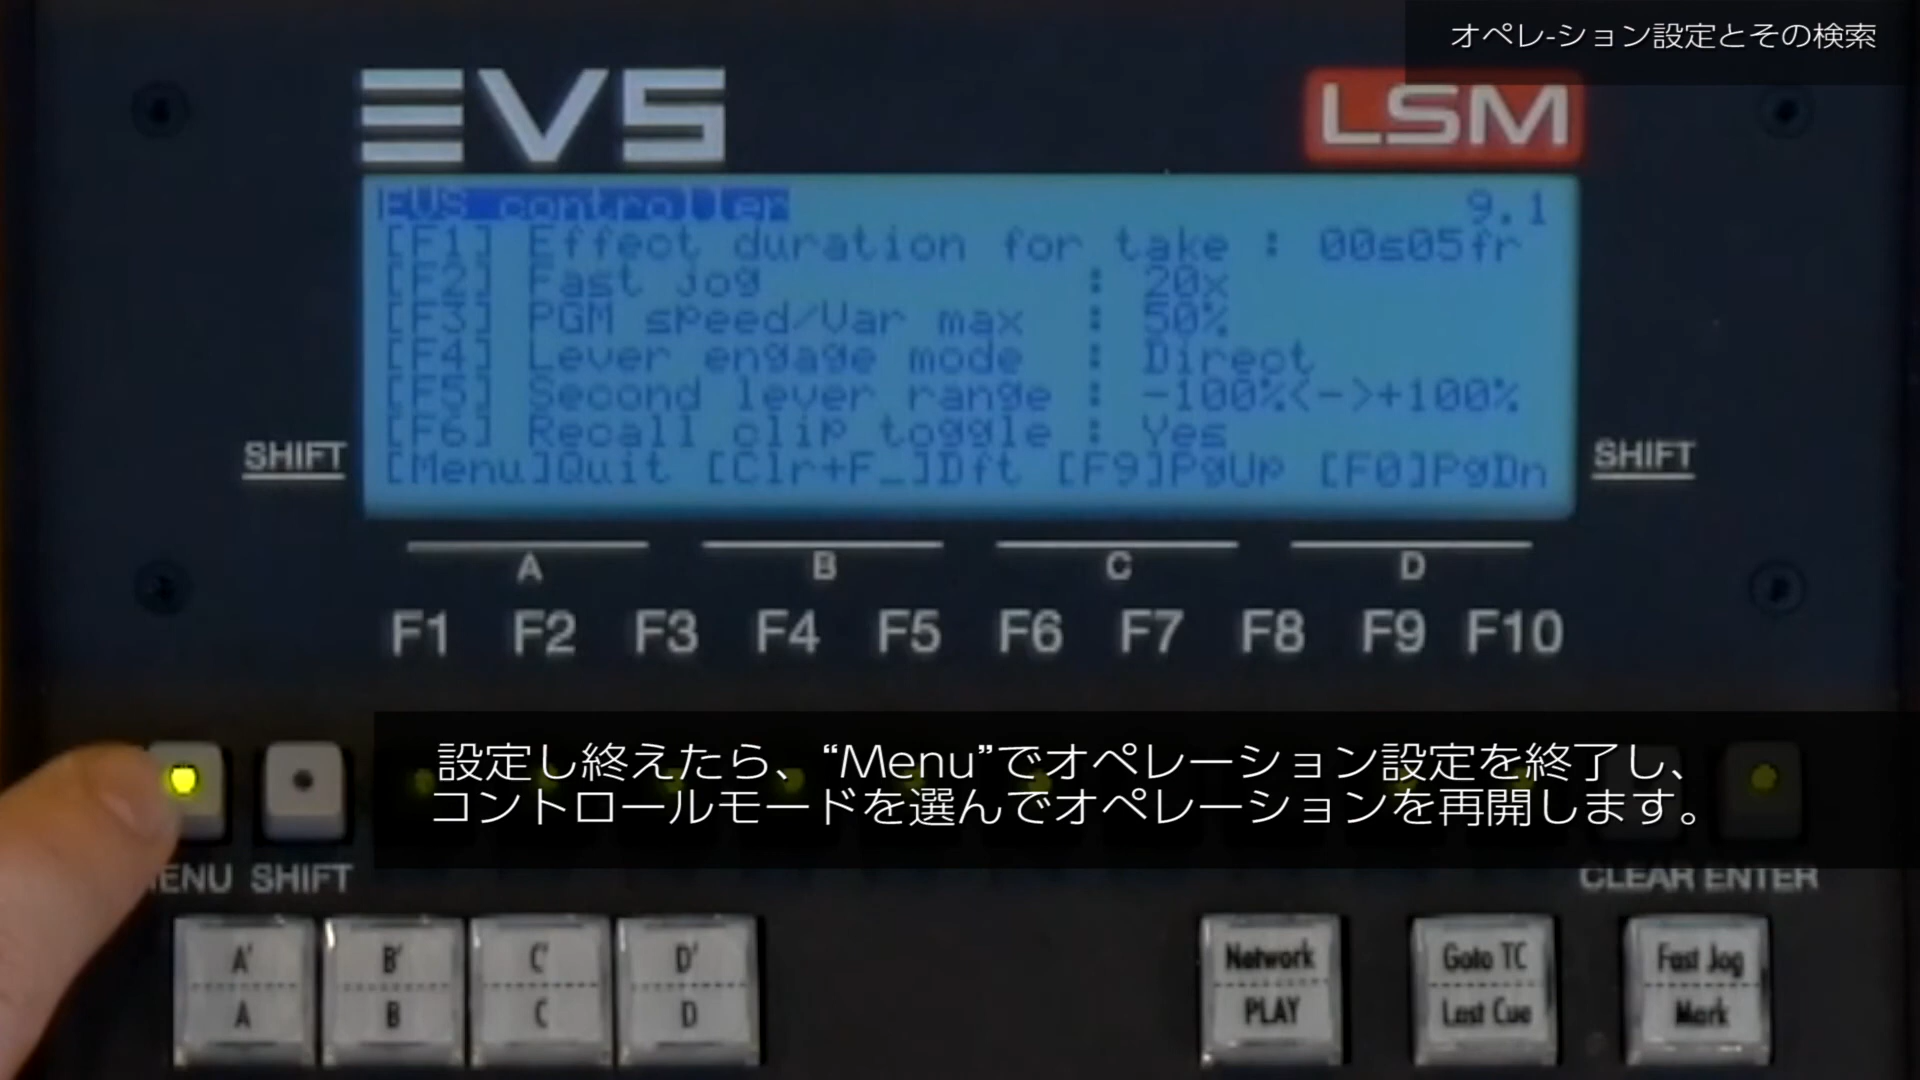 オペレ-ション設定とその検索
EVS
LSM
EVS controller 9.1
[F1] Effect duration for take : 00s05fr
[F2] Fast jog : 20x
[F3] PGM speed/Var max : 50%
[F4] Lever engage mode : Direct
[F5] Second lever range : -100%<->+100%
[F6] Recall clip toggle : Yes
[Menu]Quit [Clr+F_]Dft [F9]PgUp [F0]PgDn
SHIFT SHIFT
A B C D
F1 F2 F3 F4 F5 F6 F7 F8 F9 F10
設定し終えたら、“Menu”でオペレーション設定を終了し、
コントロールモードを選んでオペレーションを再開します。
ENU SHIFT CLEAR ENTER
A' B' C' D' Network Goto TC Fast Jog
A B C D PLAY Last Cue Mark